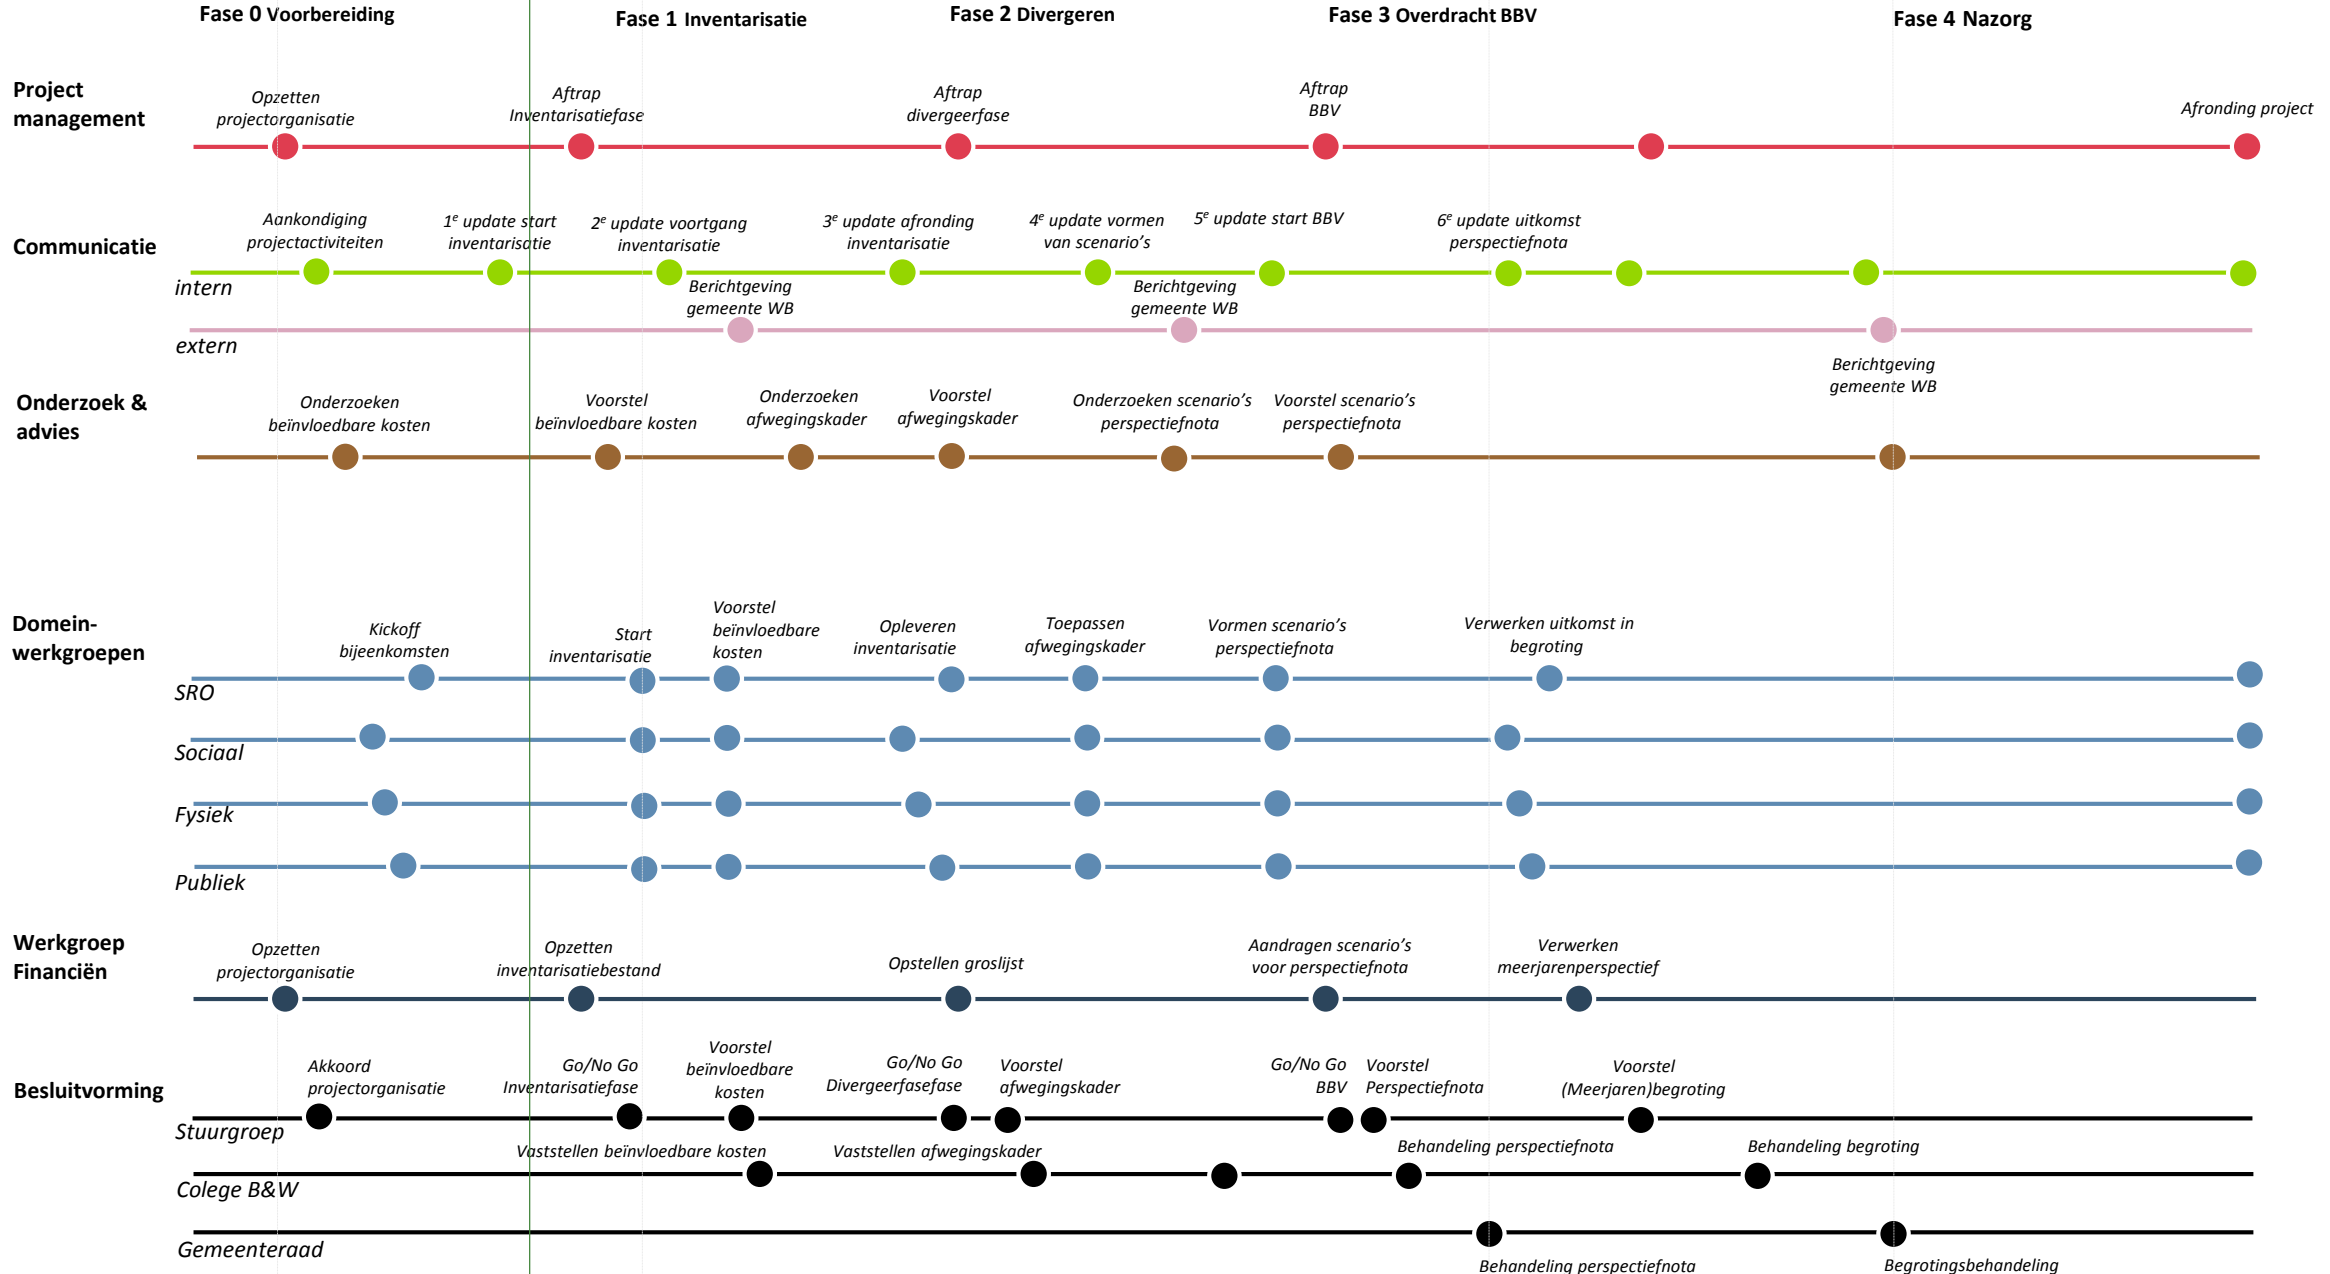 Fase 0 Voorbereiding
Fase 1 Inventarisatie
Fase 2 Divergeren
Fase 3 Overdracht BBV
Fase 4 Nazorg
Project
management
Opzetten
projectorganisatie
Aftrap
Inventarisatiefase
Aftrap
divergeerfase
Aftrap
BBV
Afronding project
Communicatie
Aankondiging
projectactiviteiten
1e update start
inventarisatie
2e update voortgang
inventarisatie
3e update afronding
inventarisatie
4e update vormen
van scenario's
5e update start BBV
6e update uitkomst
perspectiefnota
intern
Berichtgeving
gemeente WB
Berichtgeving
gemeente WB
extern
Berichtgeving
gemeente WB
Onderzoek &
advies
Onderzoeken
beïnvloedbare kosten
Voorstel
beïnvloedbare kosten
Onderzoeken
afwegingskader
Voorstel
afwegingskader
Onderzoeken scenario's
perspectiefnota
Voorstel scenario's
perspectiefnota
Domein-
werkgroepen
Kickoff
bijeenkomsten
Start
inventarisatie
Voorstel
beïnvloedbare
kosten
Opleveren
inventarisatie
Toepassen
afwegingskader
Vormen scenario's
perspectiefnota
Verwerken uitkomst in
begroting
SRO
Sociaal
Fysiek
Publiek
Werkgroep
Financiën
Opzetten
projectorganisatie
Opzetten
inventarisatiebestand
Opstellen groslijst
Aandragen scenario's
voor perspectiefnota
Verwerken
meerjarenperspectief
Besluitvorming
Akkoord
projectorganisatie
Go/No Go
Inventarisatiefase
Voorstel
beïnvloedbare
kosten
Go/No Go
Divergeerfasefase
Voorstel
afwegingskader
Go/No Go
BBV
Voorstel
Perspectiefnota
Voorstel
(Meerjaren)begroting
Stuurgroep
Vaststellen beïnvloedbare kosten
Vaststellen afwegingskader
Behandeling perspectiefnota
Behandeling begroting
Colege B&W
Gemeenteraad
Behandeling perspectiefnota
Begrotingsbehandeling